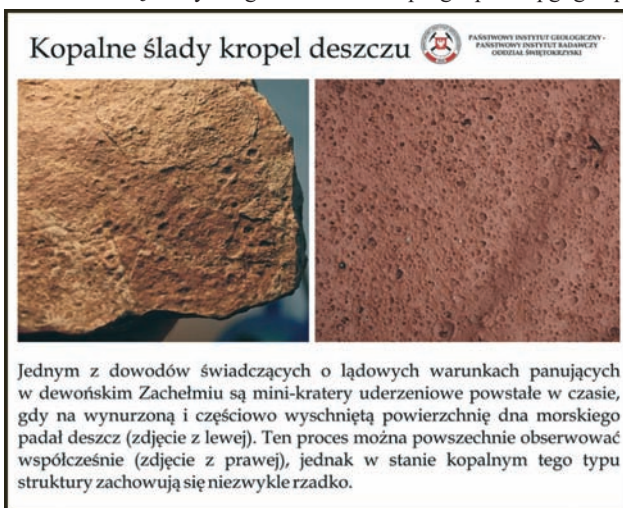 Kopalne ślady kropel deszczu
PAŃSTWOWY INSTYTUT GEOLOGICZNY -
PAŃSTWOWY INSTYTUT BADAWCZY
ODDZIAŁ ŚWIĘTOKRZYSKI
Jednym z dowodów świadczących o lądowych warunkach panujących
w dewońskim Zachełmiu są mini-kratery uderzeniowe powstałe w czasie,
gdy na wynurzoną i częściowo wyschniętą powierzchnię dna morskiego
padał deszcz (zdjęcie z lewej). Ten proces można powszechnie obserwować
współcześnie (zdjęcie z prawej), jednak w stanie kopalnym tego typu
struktury zachowują się niezwykle rzadko.